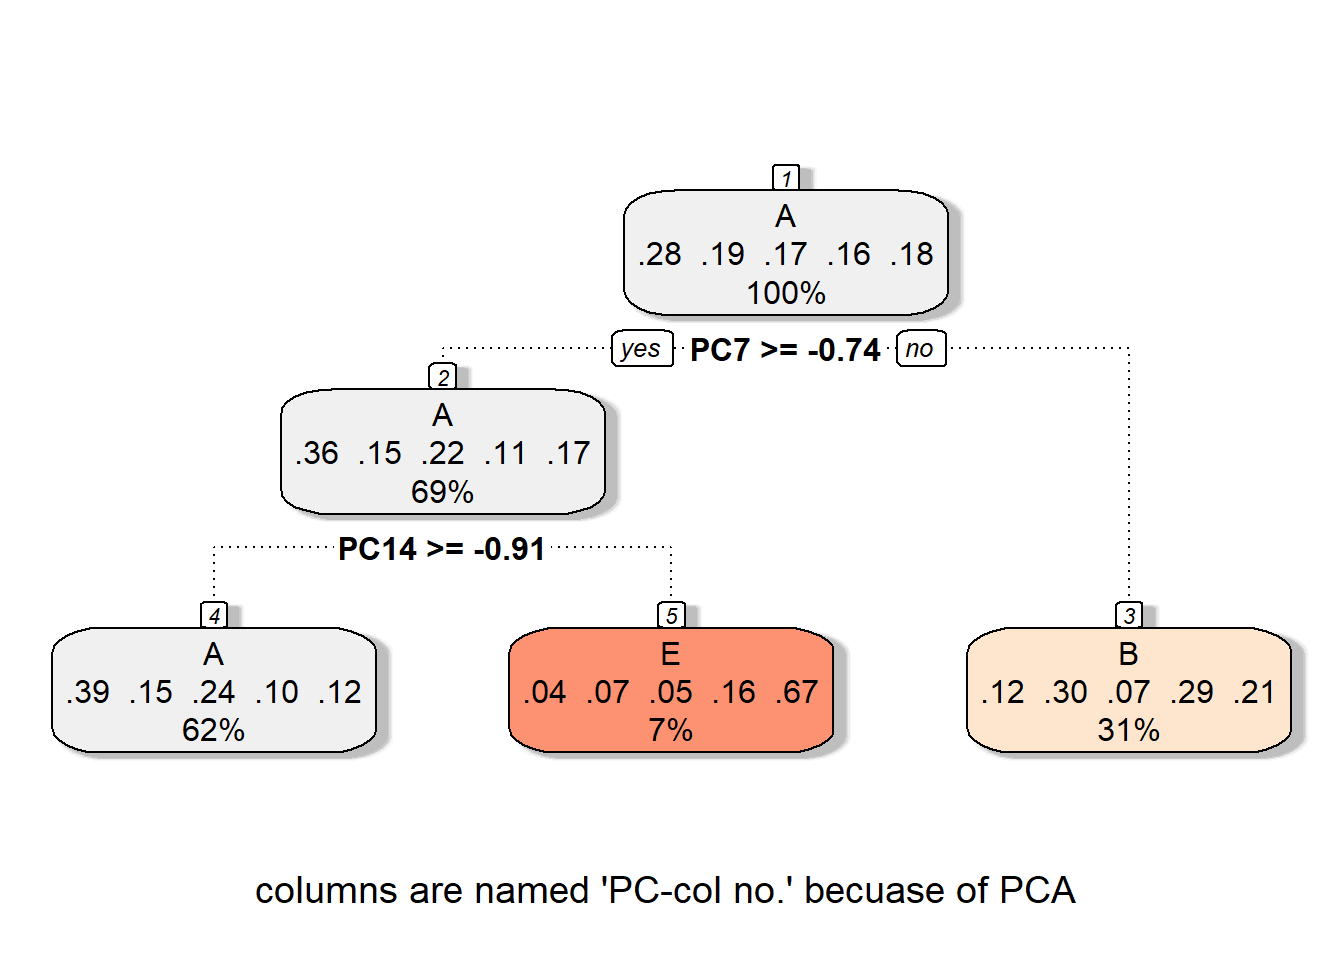 1
A
.28 .19 .17 .16 .18
100%
yes PC7 >= -0.74 no
2
A
.36 .15 .22 .11 .17
69%
PC14 >= -0.91
4
A
.39 .15 .24 .10 .12
62%
5
E
.04 .07 .05 .16 .67
7%
3
B
.12 .30 .07 .29 .21
31%
columns are named 'PC-col no.' becuase of PCA